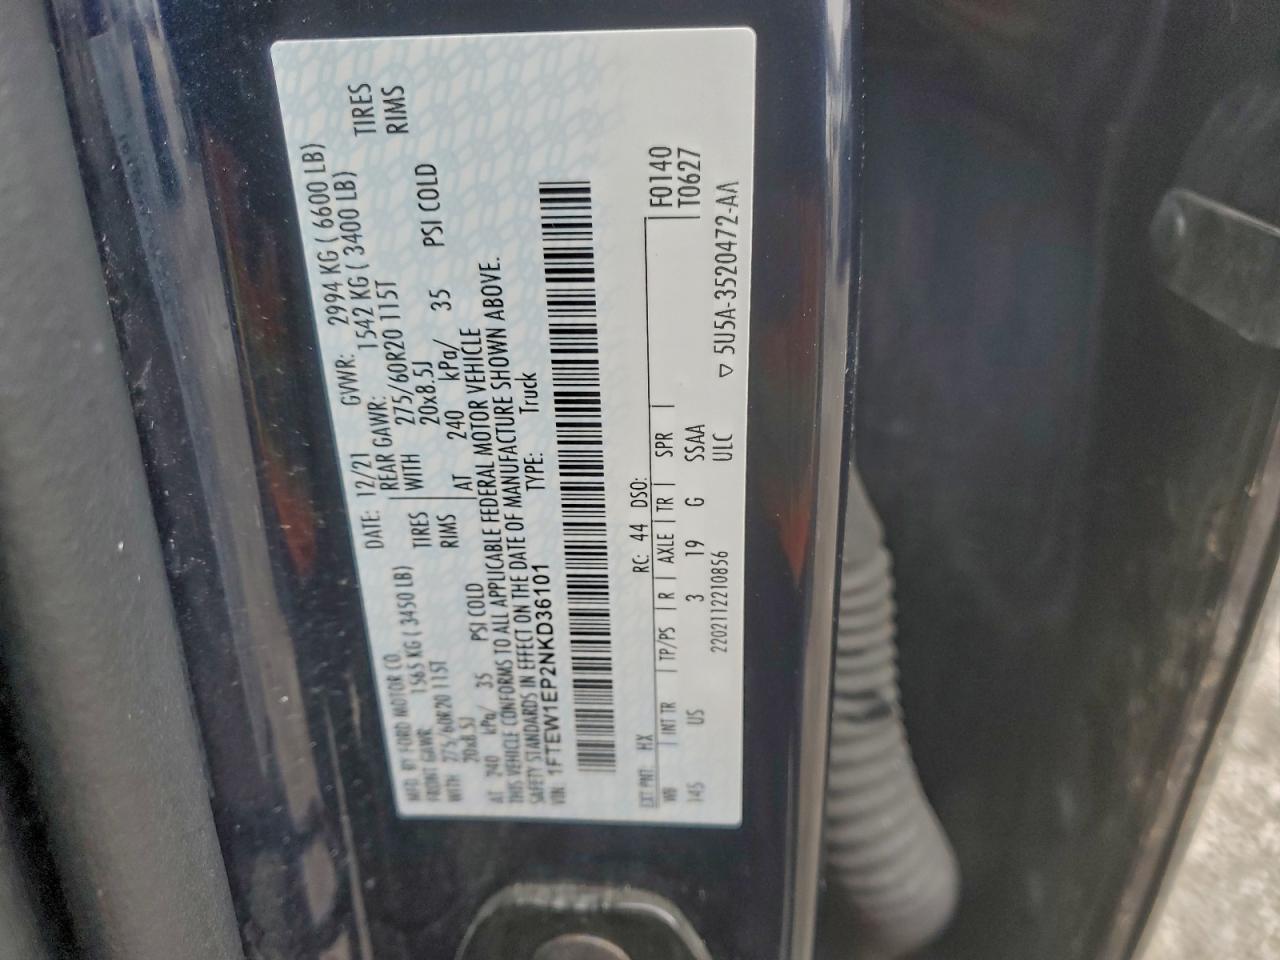 MFD. BY FORD MOTOR CO. DATE: 12/21 GVWR: 2994 KG ( 6600 LB)
FRONT GAWR: 1565 KG ( 3450 LB) REAR GAWR: 1542 KG ( 3400 LB)
WITH 275/60R20 115T TIRES WITH 275/60R20 115T TIRES
20x8.5J RIMS 20x8.5J RIMS
AT 240 kPa/ 35 PSI COLD AT 240 kPa/ 35 PSI COLD
THIS VEHICLE CONFORMS TO ALL APPLICABLE FEDERAL MOTOR VEHICLE
SAFETY STANDARDS IN EFFECT ON THE DATE OF MANUFACTURE SHOWN ABOVE.
VIN: 1FTEW1EP2NKD36101 TYPE: Truck
EXT PNT: HX RC: 44 DSO: F0140
WB INT TR TP/PS R AXLE TR SPR T0627
145 US 3 19 G SSAA
2202112210856 ULC ▽ 5U5A-3520472-AA